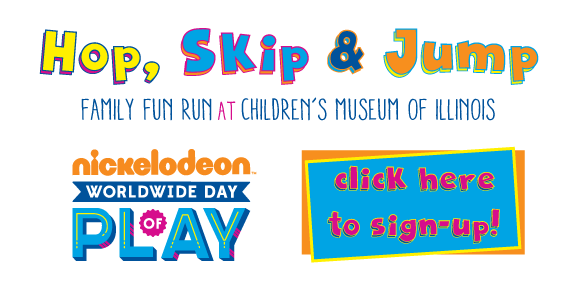 Hop, Skip & Jump
FAMILY FUN RUN AT CHILDREN'S MUSEUM OF ILLINOIS
nickelodeon™
WORLDWIDE DAY
OF
PLAY
click here
to sign-up!